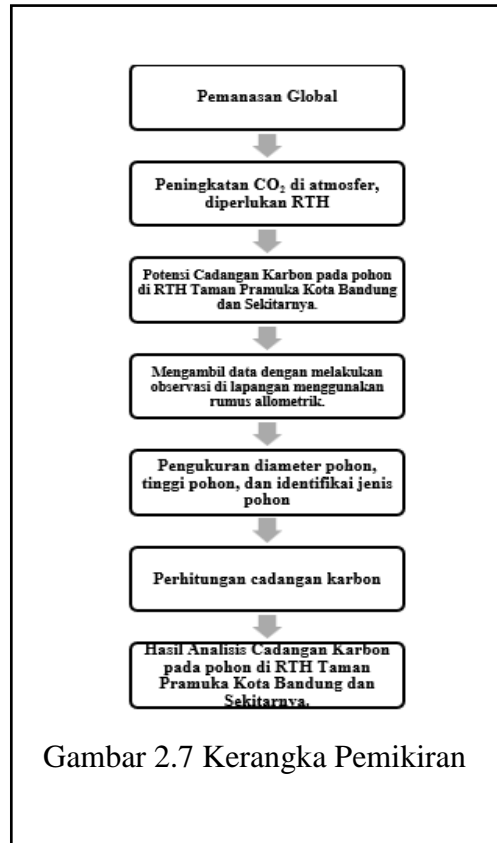 Pemanasan Global
Peningkatan CO₂ di atmosfer,
diperlukan RTH
Potensi Cadangan Karbon pada pohon
di RTH Taman Pramuka Kota Bandung
dan Sekitarnya.
Mengambil data dengan melakukan
observasi di lapangan menggunakan
rumus allometrik.
Pengukuran diameter pohon,
tinggi pohon, dan identifikai jenis
pohon
Perhitungan cadangan karbon
Hasil Analisis Cadangan Karbon
pada pohon di RTH Taman
Pramuka Kota Bandung dan
Sekitarnya.
Gambar 2.7 Kerangka Pemikiran